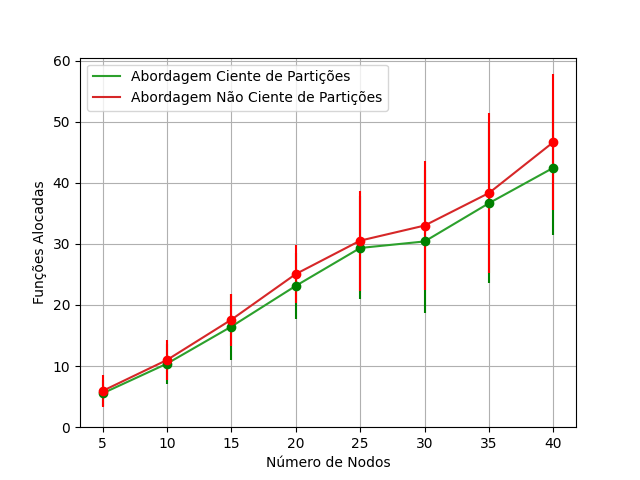 60
50
40
30
20
10
0
Funções Alocadas
Abordagem Ciente de Partições
Abordagem Não Ciente de Partições
5 10 15 20 25 30 35 40
Número de Nodos